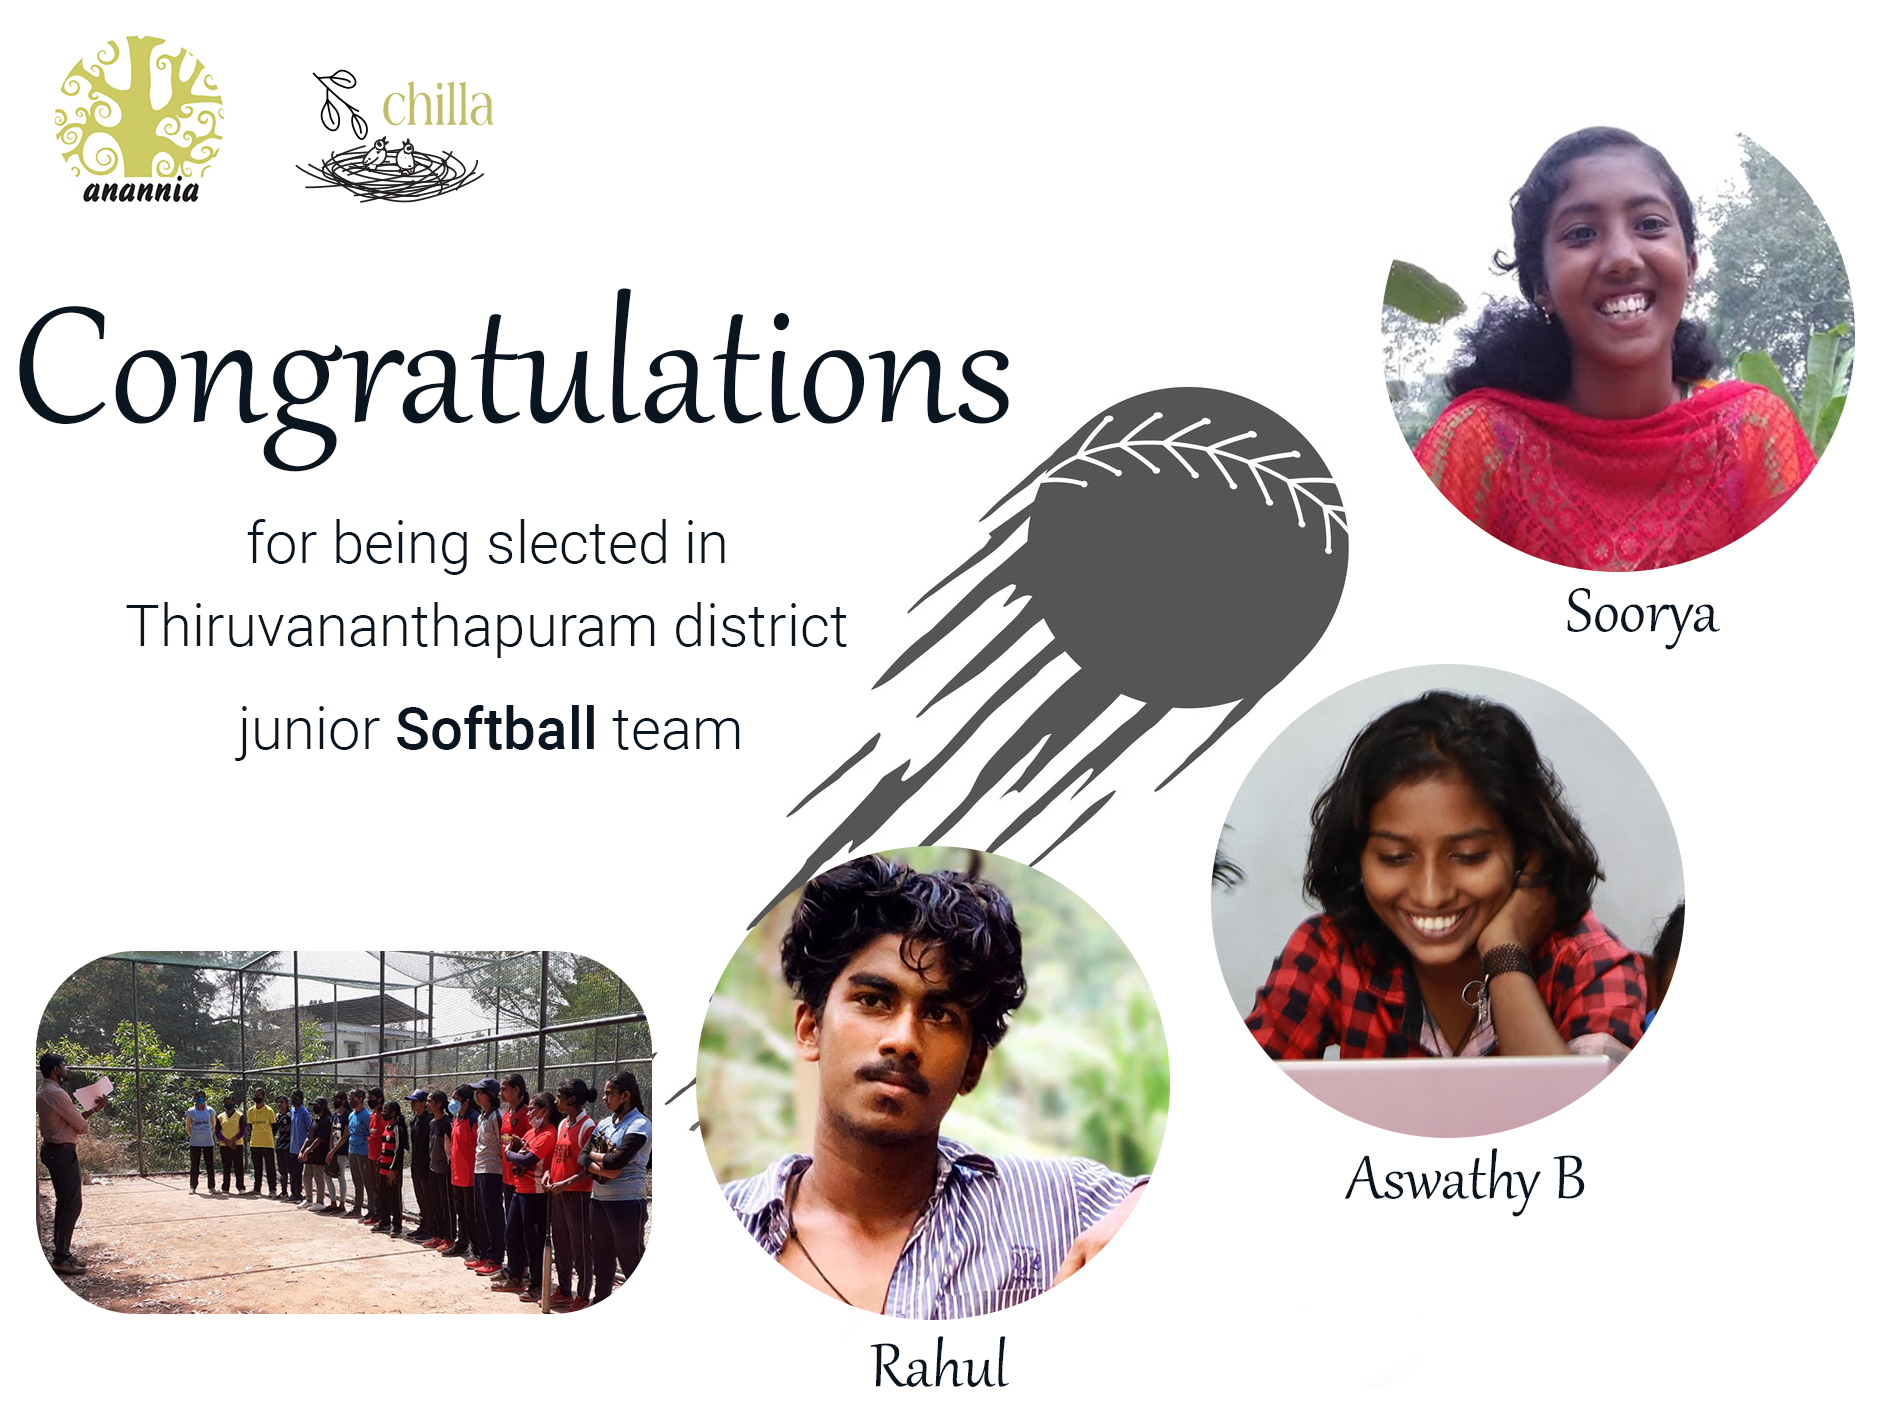 anannia
chilla
Congratulations
for being slected in
Thiruvananthapuram district
junior Softball team
Soorya
Aswathy B
Rahul